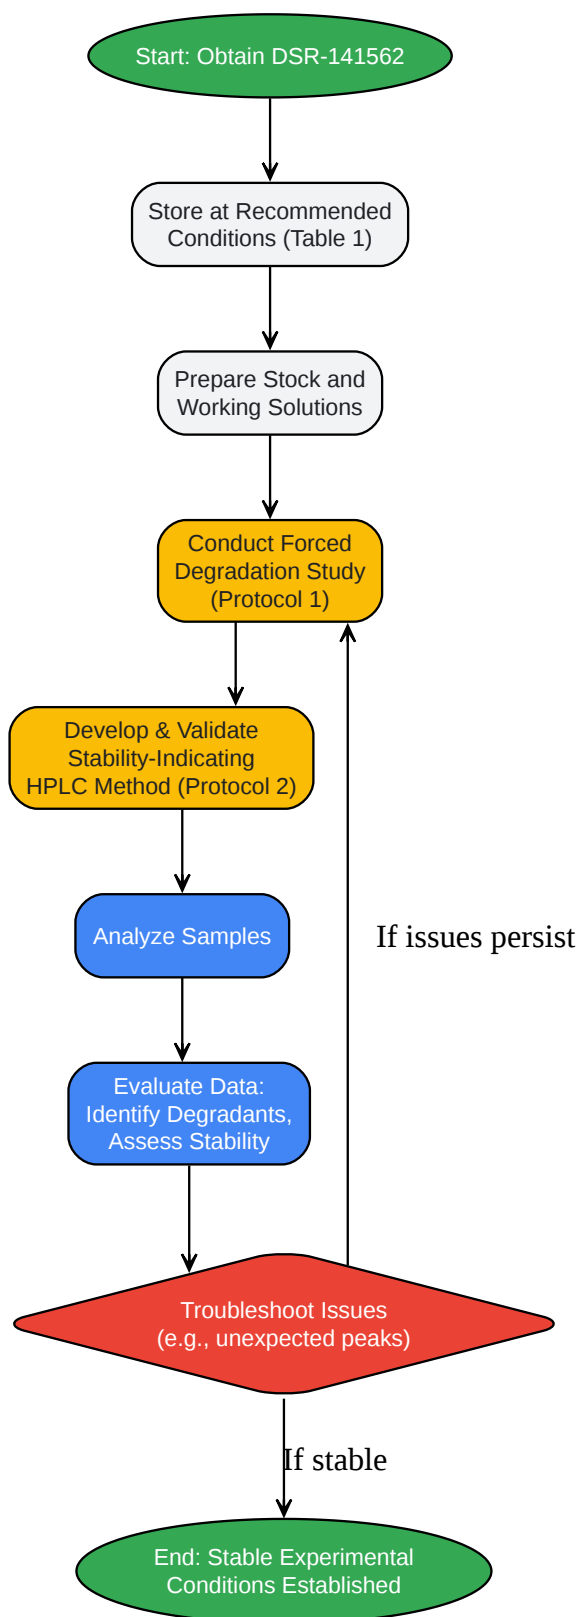 Start: Obtain DSR-141562
Store at Recommended
Conditions (Table 1)
Prepare Stock and
Working Solutions
Conduct Forced
Degradation Study
(Protocol 1)
Develop & Validate
Stability-Indicating
HPLC Method (Protocol 2)
Analyze Samples
If issues persist
Evaluate Data:
Identify Degradants,
Assess Stability
Troubleshoot Issues
(e.g., unexpected peaks)
If stable
End: Stable Experimental
Conditions Established